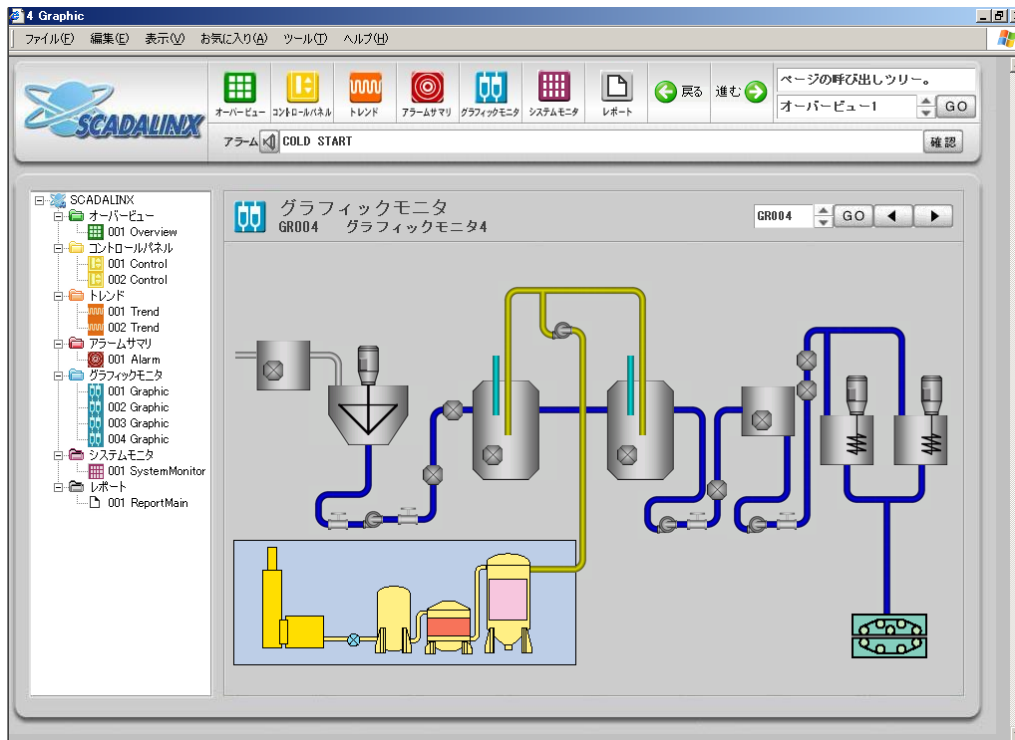 4 Graphic
ファイル(F) 編集(E) 表示(V) お気に入り(A) ツール(T) ヘルプ(H)
SCADALINX
オーバービュー コントロールパネル トレンド アラームサマリ グラフィックモニタ システムモニタ レポート
戻る 進む
ページの呼び出しツリー。
オーバービュー1 GO
アラーム COLD START 確認
SCADALINX
オーバービュー
001 Overview
コントロールパネル
001 Control
002 Control
トレンド
001 Trend
002 Trend
アラームサマリ
001 Alarm
グラフィックモニタ
001 Graphic
002 Graphic
003 Graphic
004 Graphic
システムモニタ
001 SystemMonitor
レポート
001 ReportMain
グラフィックモニタ
GR004 グラフィックモニタ4
GR004 GO